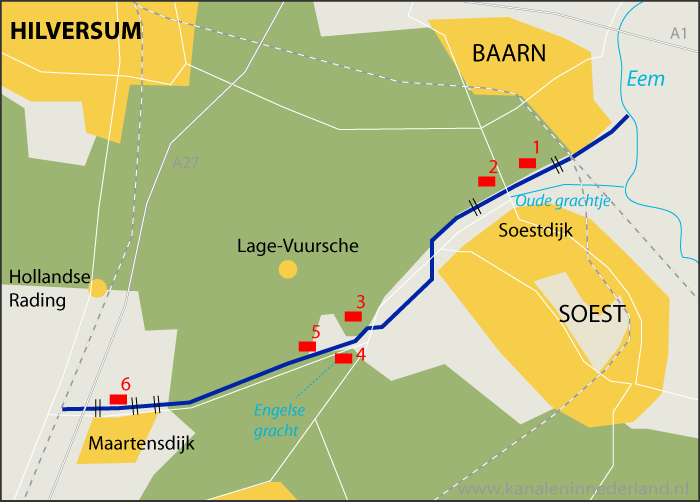 HILVERSUM
A1
BAARN
Eem
1
A27
2
Oude grachtje
Soestdijk
Lage-Vuursche
Hollandse
Rading
3
SOEST
5
4
6
Engelse
gracht
Maartensdijk
www.kanaleninnederland.nl